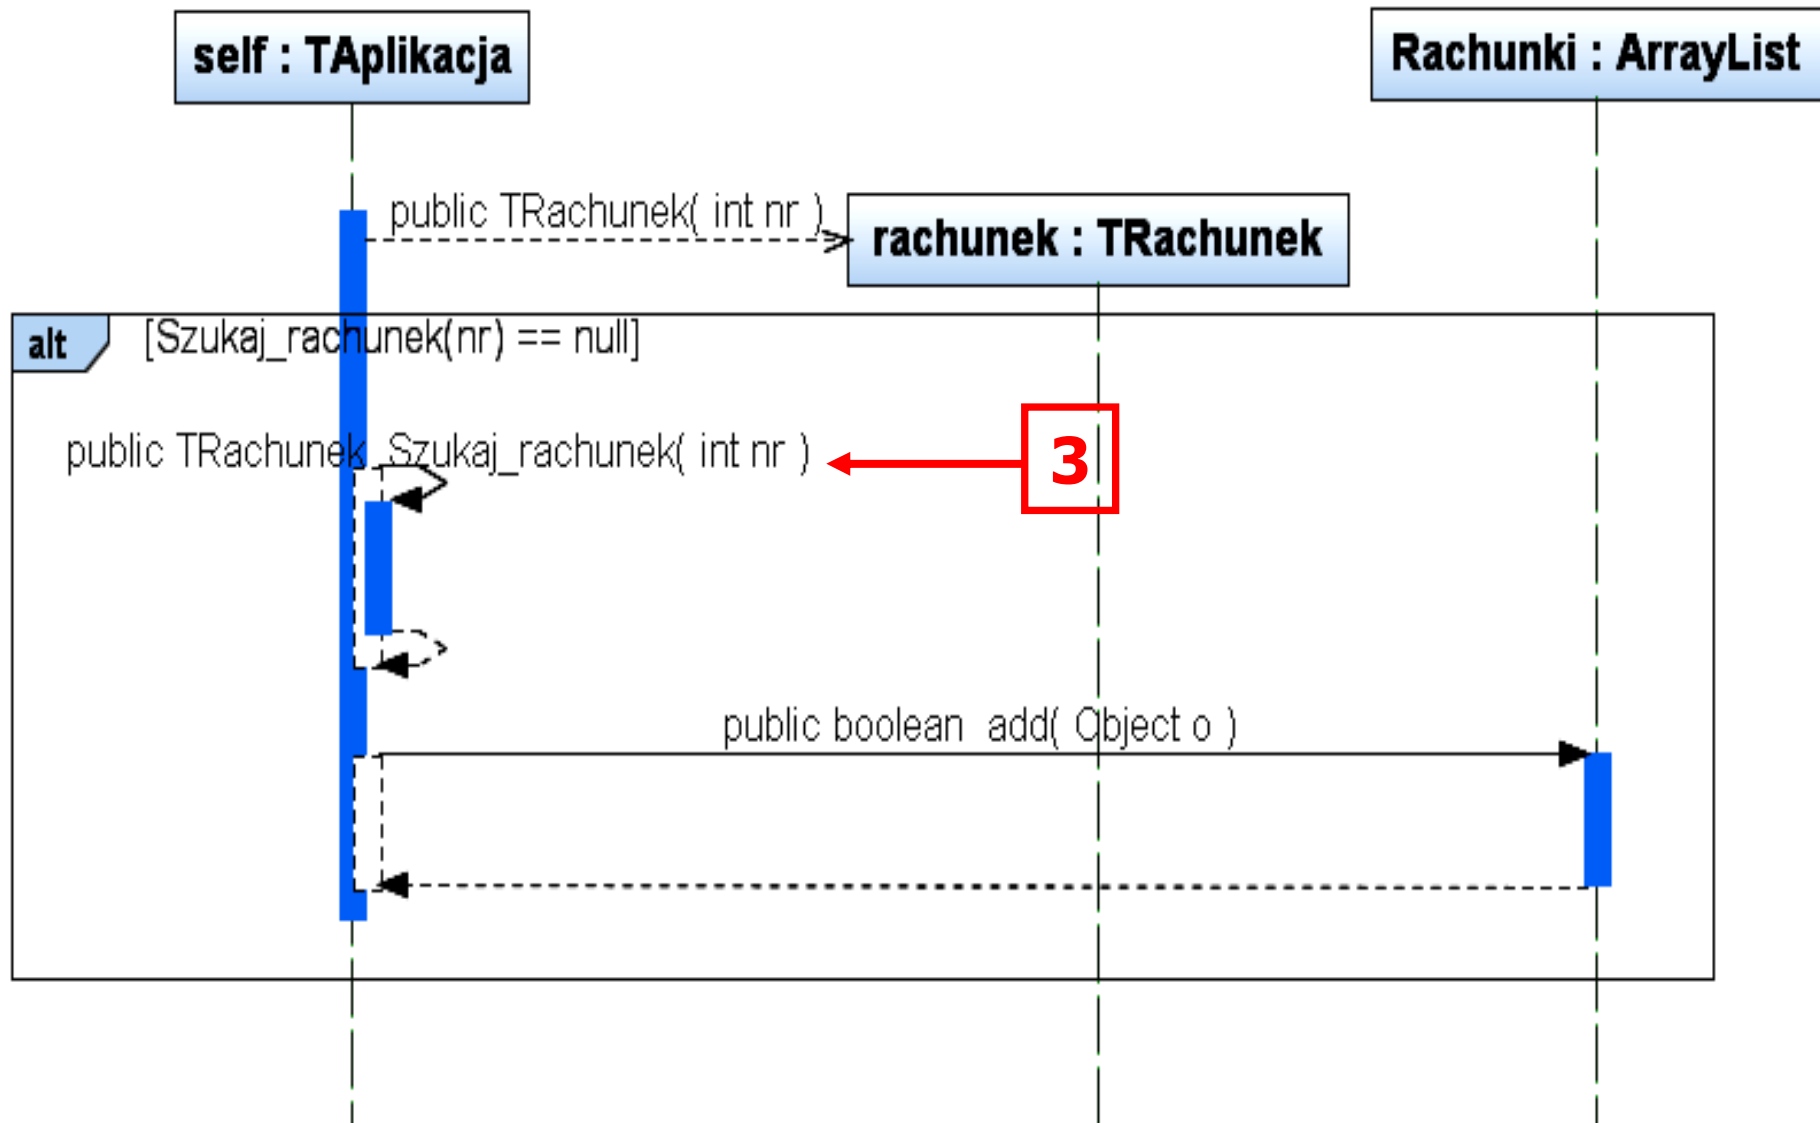 self : TAplikacja
Rachunki : ArrayList
public TRachunek( int nr )
rachunek : TRachunek
alt
[Szukaj_rachunek(nr) == null]
public TRachunek Szukaj_rachunek( int nr )
3
public boolean add( Object o )